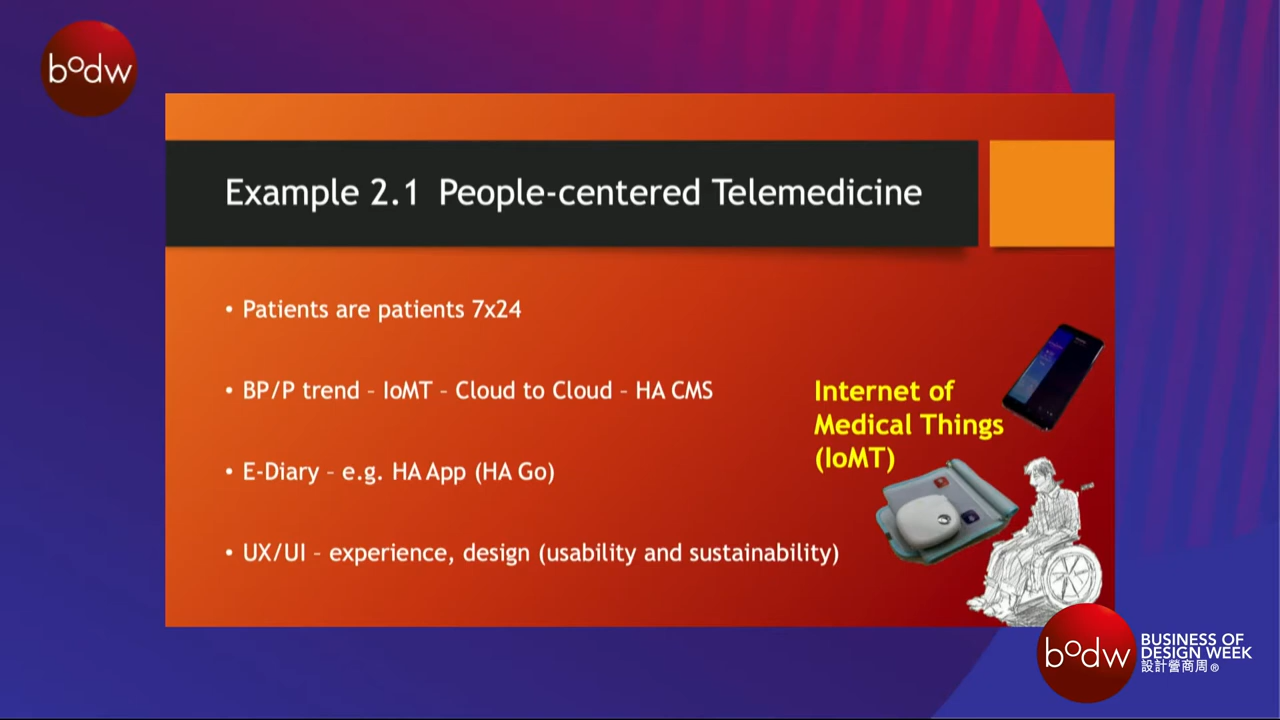 bodw
Example 2.1 People-centered Telemedicine
• Patients are patients 7x24
• BP/P trend – IoMT – Cloud to Cloud – HA CMS
• E-Diary – e.g. HA App (HA Go)
• UX/UI – experience, design (usability and sustainability)
Internet of
Medical Things
(IoMT)
bodw
BUSINESS OF
DESIGN WEEK
設計營商周®